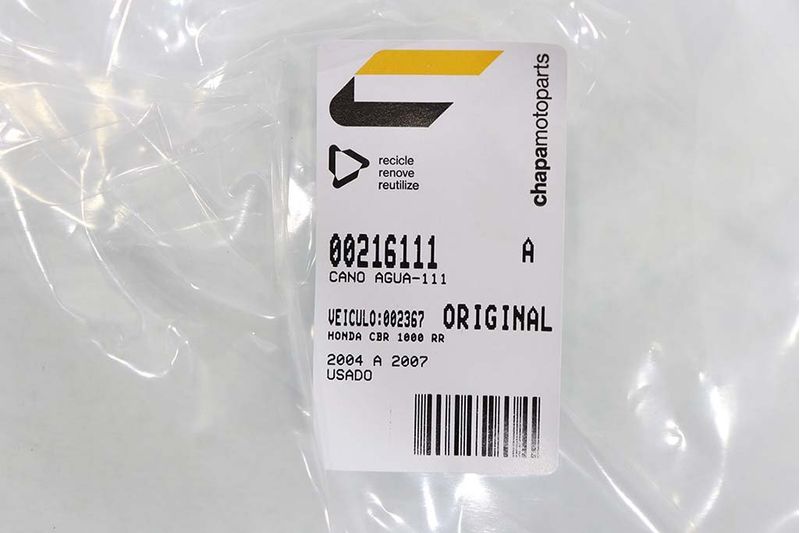 chapamotoparts
recicle
renove
reutilize
00216111 A
CANO AGUA-111
VEICULO:002367 ORIGINAL
HONDA CBR 1000 RR
2004 A 2007
USADO